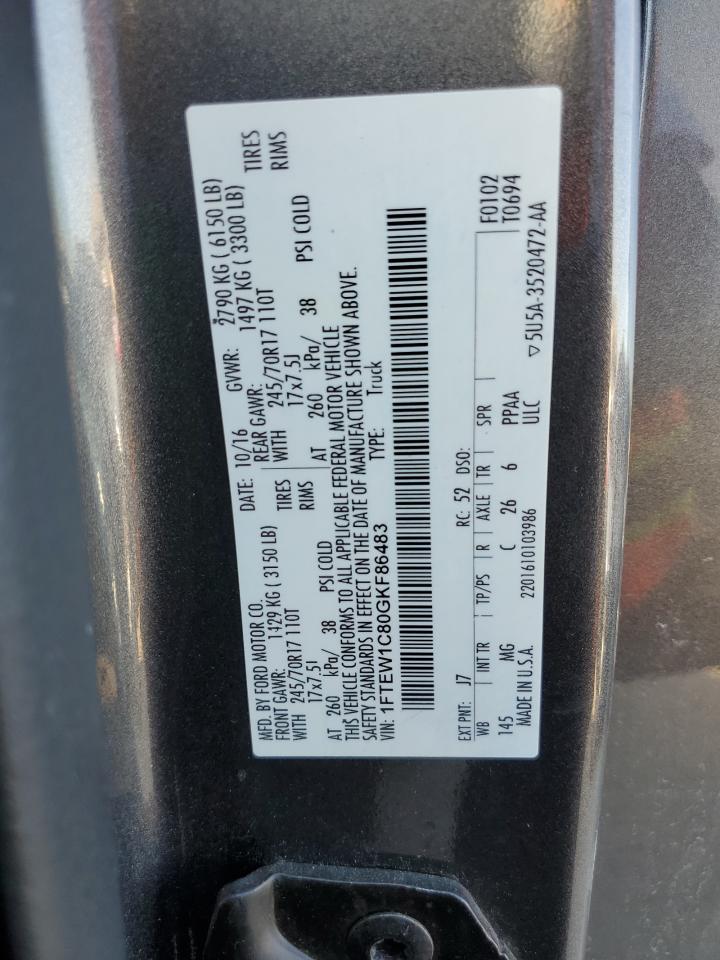 MFD. BY FORD MOTOR CO.
DATE: 10/16 GVWR: 2790 KG ( 6150 LB)
FRONT GAWR: 1429 KG ( 3150 LB) REAR GAWR: 1497 KG ( 3300 LB)
WITH 245/70R17 110T TIRES WITH 245/70R17 110T TIRES
17x7.5J RIMS 17x7.5J RIMS
AT 260 kPa/ 38 PSI COLD AT 260 kPa/ 38 PSI COLD
THIS VEHICLE CONFORMS TO ALL APPLICABLE FEDERAL MOTOR VEHICLE
SAFETY STANDARDS IN EFFECT ON THE DATE OF MANUFACTURE SHOWN ABOVE.
VIN: 1FTEW1C80GKF86483 TYPE: Truck
EXT PNT: J7 RC: 52 DSO: F0102
WB INT TR TP/PS R AXLE TR SPR T0694
145 MG C 26 6 PPAA
MADE IN U.S.A. 2201610103986 ULC
▽5U5A-3520472-AA